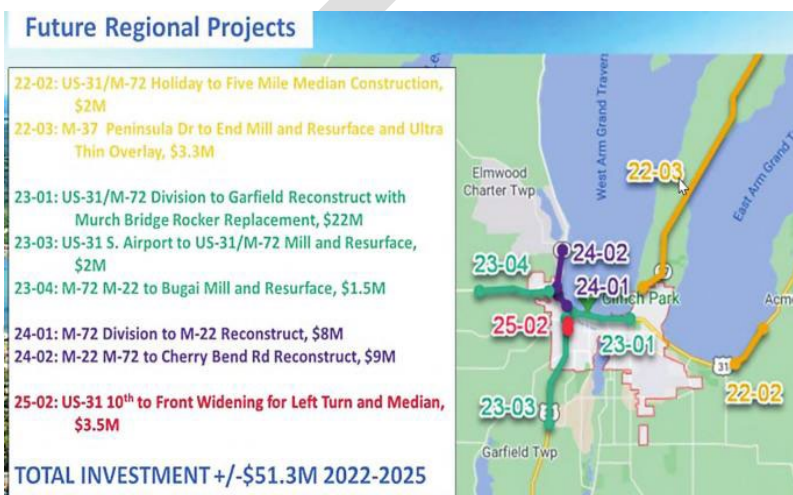 Future Regional Projects
22-02: US-31/M-72 Holiday to Five Mile Median Construction,
$2M
22-03: M-37 Peninsula Dr to End Mill and Resurface and Ultra
Thin Overlay, $3.3M
23-01: US-31/M-72 Division to Garfield Reconstruct with
Murch Bridge Rocker Replacement, $22M
23-03: US-31 S. Airport to US-31/M-72 Mill and Resurface,
$2M
23-04: M-72 M-22 to Bugai Mill and Resurface, $1.5M
24-01: M-72 Division to M-22 Reconstruct, $8M
24-02: M-22 M-72 to Cherry Bend Rd Reconstruct, $9M
25-02: US-31 10th to Front Widening for Left Turn and Median,
$3.5M
TOTAL INVESTMENT +/-$51.3M 2022-2025
West Arm Grand Traver
East Arm Grand T
Elmwood
Charter Twp
22-03
24-02
23-04
24-01
Park
Acm
25-02
23-01
31
22-02
23-03
Garfield Twp